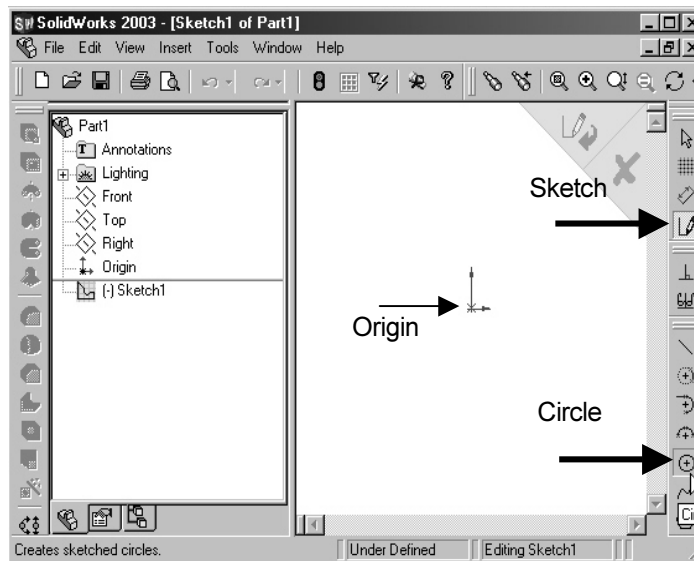 SolidWorks 2003 - [Sketch1 of Part1]
File Edit View Insert Tools Window Help
Part1
Annotations
Lighting
Front
Top
Right
Origin
(-) Sketch1
Sketch
Origin
Circle
Ci
Creates sketched circles.
Under Defined
Editing Sketch1